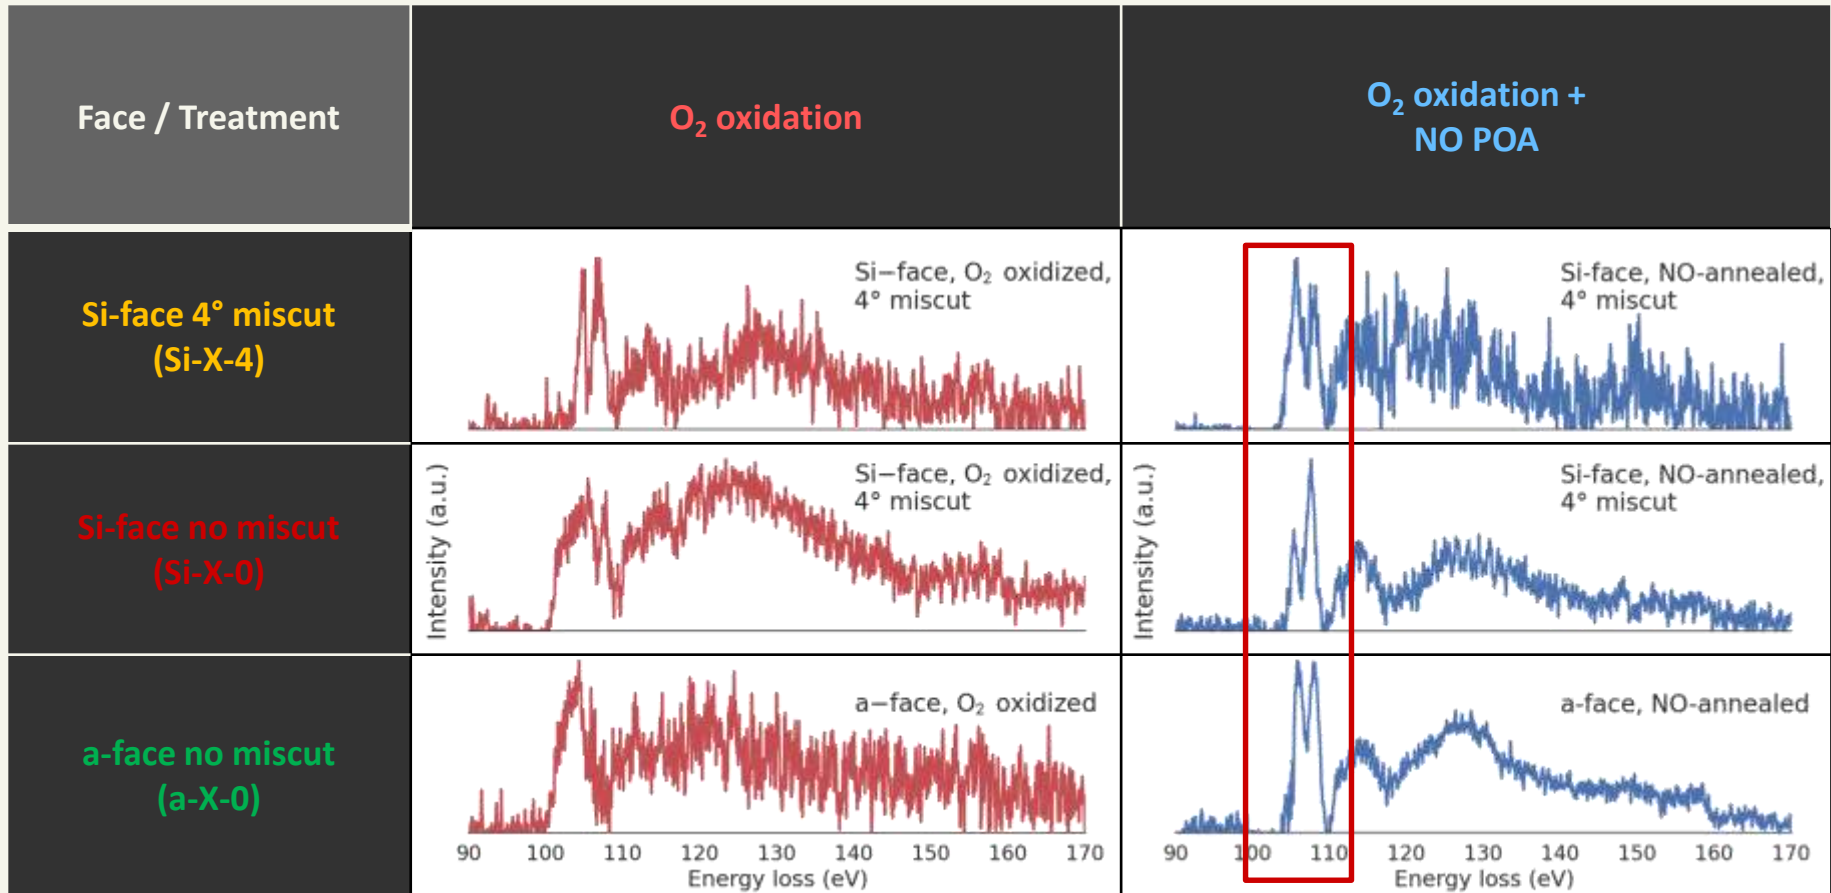 Face / Treatment
O₂ oxidation
O₂ oxidation +
NO POA
Si-face 4° miscut
(Si-X-4)
Si−face, O₂ oxidized,
4° miscut
Si-face, NO-annealed,
4° miscut
Si-face no miscut
(Si-X-0)
Intensity (a.u.)
Si−face, O₂ oxidized,
4° miscut
Intensity (a.u.)
Si-face, NO-annealed,
4° miscut
a-face no miscut
(a-X-0)
a−face, O₂ oxidized
90 100 110 120 130 140 150 160 170
Energy loss (eV)
a-face, NO-annealed
90 100 110 120 130 140 150 160 170
Energy loss (eV)